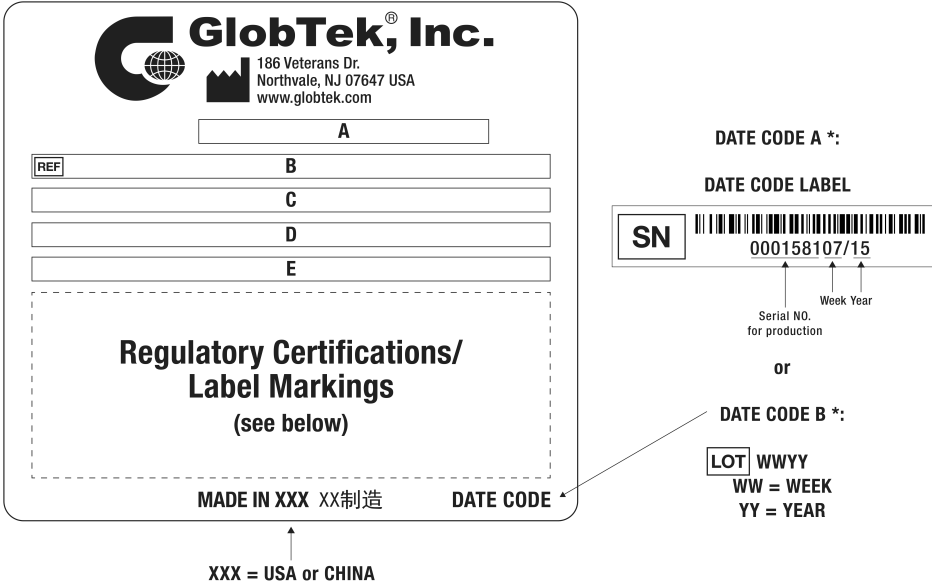 GlobTek, Inc.®
186 Veterans Dr.
Northvale, NJ 07647 USA
www.globtek.com
A
REF B
C
D
E
Regulatory Certifications/
Label Markings
(see below)
MADE IN XXX XX制造 DATE CODE
XXX = USA or CHINA
DATE CODE A *:
DATE CODE LABEL
SN
000158107/15
Week Year
Serial NO.
for production
or
DATE CODE B *:
LOT WWYY
WW = WEEK
YY = YEAR